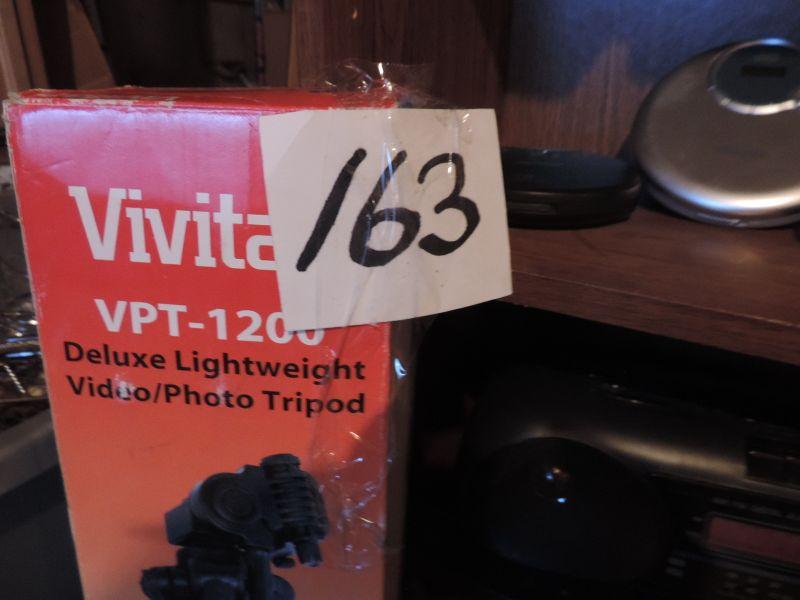 163
Vivita
VPT-1200
Deluxe Lightweight
Video/Photo Tripod